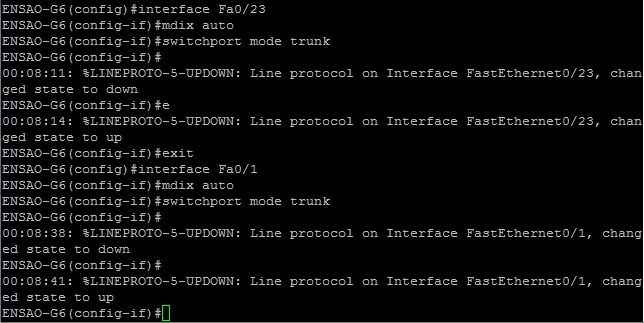 ENSAO-G6(config)#interface Fa0/23
ENSAO-G6(config-if)#mdix auto
ENSAO-G6(config-if)#switchport mode trunk
ENSAO-G6(config-if)#
00:08:11: %LINEPROTO-5-UPDOWN: Line protocol on Interface FastEthernet0/23, chan
ged state to down
ENSAO-G6(config-if)#e
00:08:14: %LINEPROTO-5-UPDOWN: Line protocol on Interface FastEthernet0/23, chan
ged state to up
ENSAO-G6(config-if)#exit
ENSAO-G6(config)#interface Fa0/1
ENSAO-G6(config-if)#mdix auto
ENSAO-G6(config-if)#switchport mode trunk
ENSAO-G6(config-if)#
00:08:38: %LINEPROTO-5-UPDOWN: Line protocol on Interface FastEthernet0/1, chang
ed state to down
ENSAO-G6(config-if)#
00:08:41: %LINEPROTO-5-UPDOWN: Line protocol on Interface FastEthernet0/1, chang
ed state to up
ENSAO-G6(config-if)#